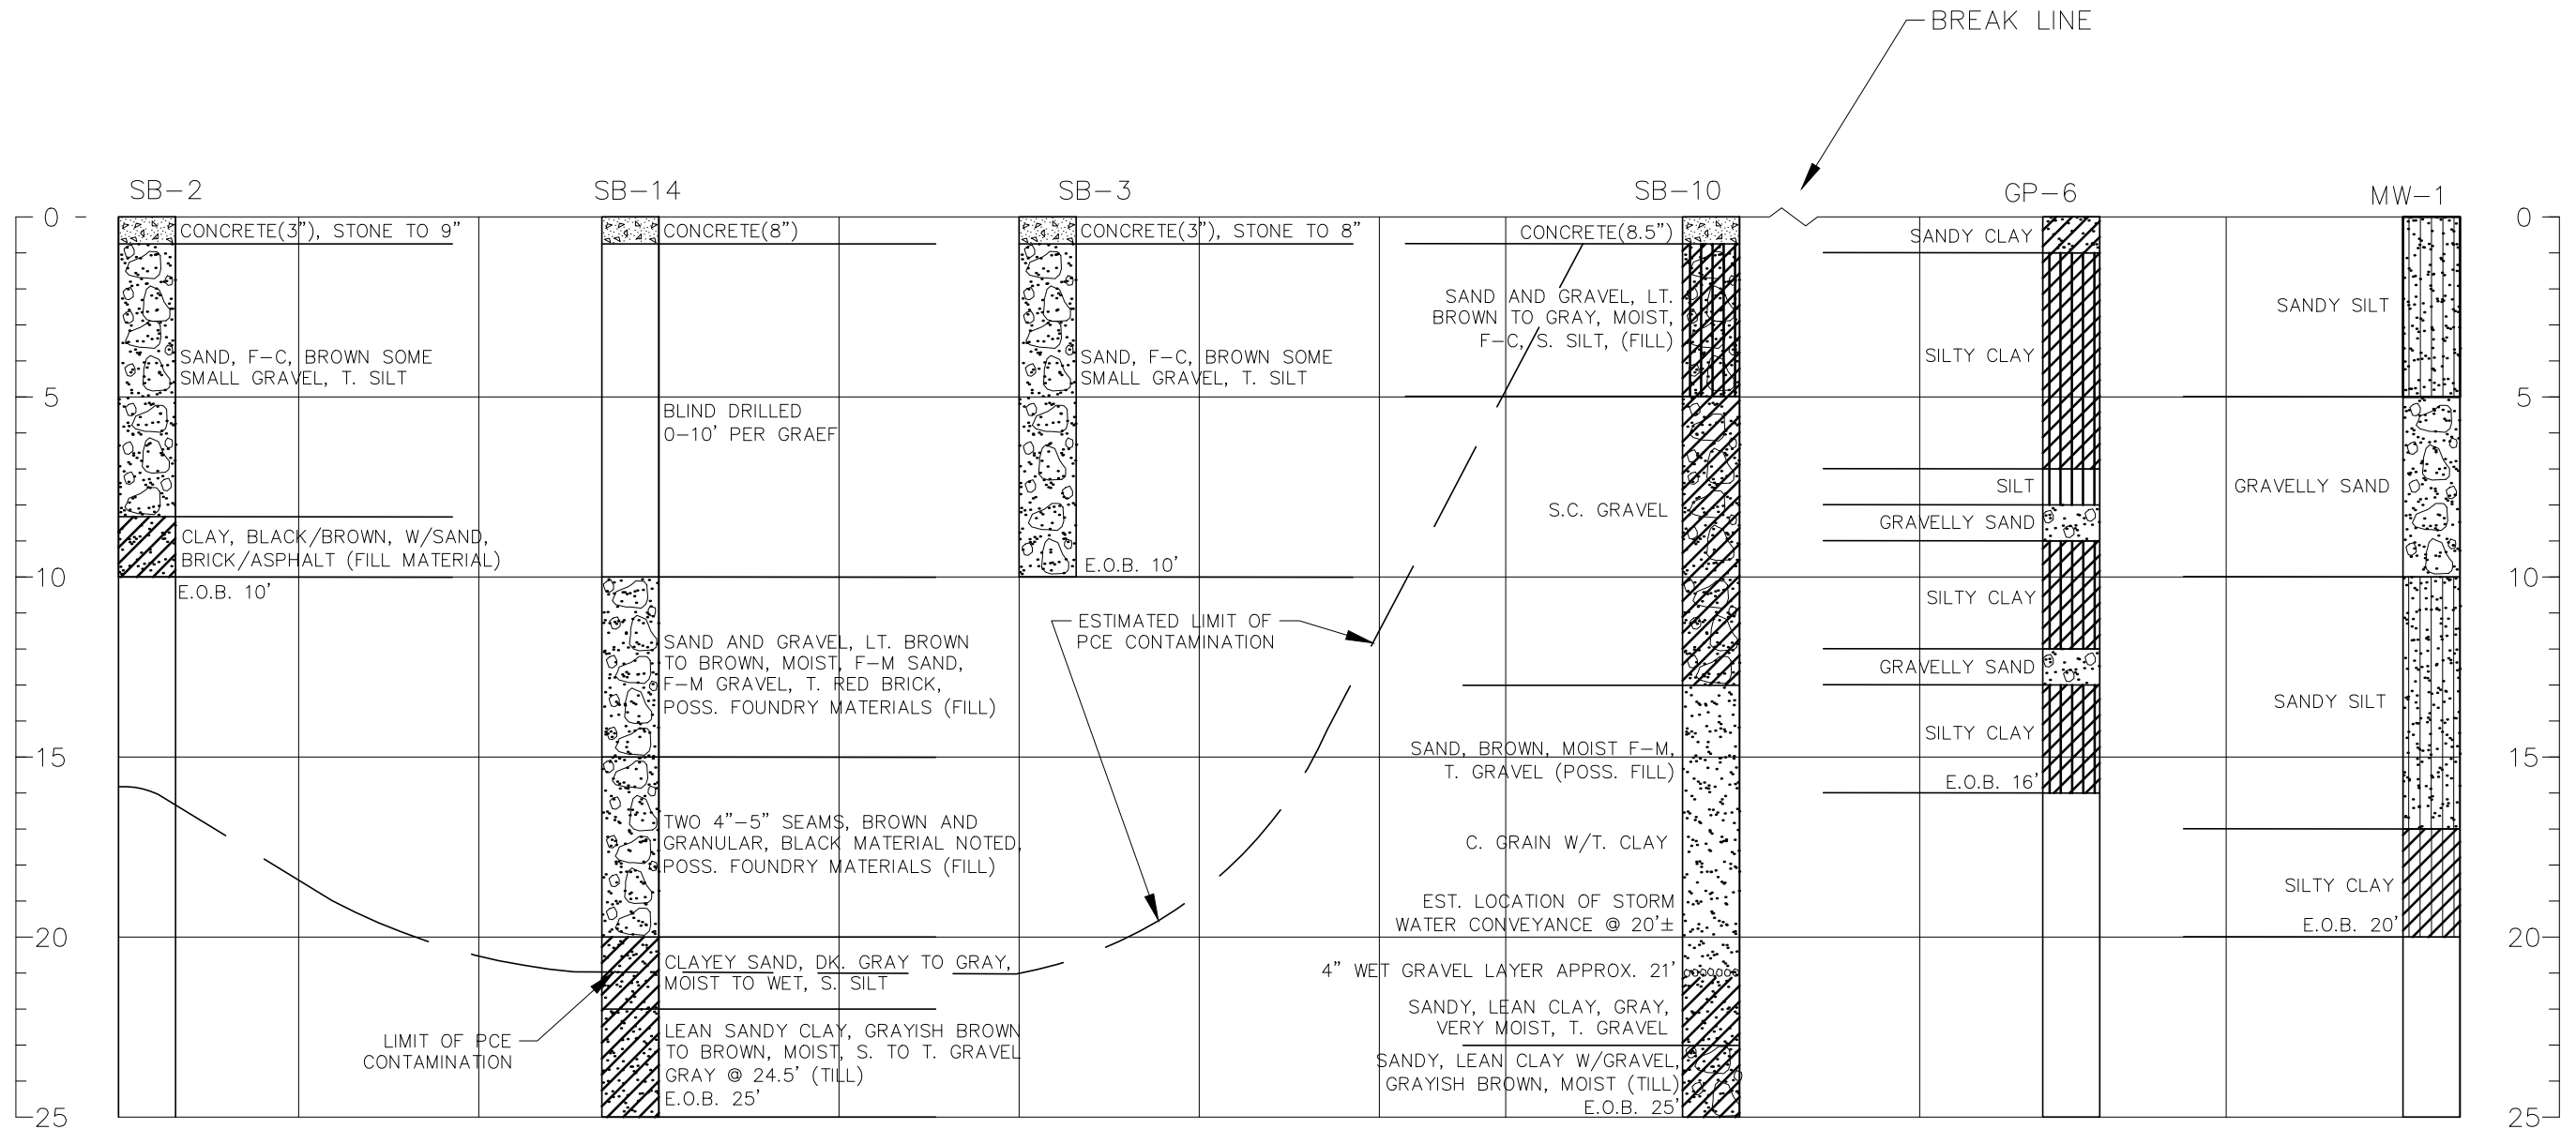 BREAK LINE
SB-2
SB-14
SB-3
SB-10
GP-6
MW-1
0
5
10
15
20
25
CONCRETE(3"), STONE TO 9"
SAND, F-C, BROWN SOME
SMALL GRAVEL, T. SILT
CLAY, BLACK/BROWN, W/SAND,
BRICK/ASPHALT (FILL MATERIAL)
E.O.B. 10'
CONCRETE(8")
BLIND DRILLED
0-10' PER GRAEF
SAND AND GRAVEL, LT. BROWN
TO BROWN, MOIST, F-M SAND,
F-M GRAVEL, T. RED BRICK,
POSS. FOUNDRY MATERIALS (FILL)
TWO 4"-5" SEAMS, BROWN AND
GRANULAR, BLACK MATERIAL NOTED,
POSS. FOUNDRY MATERIALS (FILL)
CLAYEY SAND, DK. GRAY TO GRAY,
MOIST TO WET, S. SILT
LIMIT OF PCE
CONTAMINATION
LEAN SANDY CLAY, GRAYISH BROWN
TO BROWN, MOIST, S. TO T. GRAVEL
GRAY @ 24.5' (TILL)
E.O.B. 25'
CONCRETE(3"), STONE TO 8"
SAND, F-C, BROWN SOME
SMALL GRAVEL, T. SILT
E.O.B. 10'
ESTIMATED LIMIT OF
PCE CONTAMINATION
CONCRETE(8.5")
SAND AND GRAVEL, LT.
BROWN TO GRAY, MOIST,
F-C, S. SILT, (FILL)
S.C. GRAVEL
SAND, BROWN, MOIST F-M,
T. GRAVEL (POSS. FILL)
C. GRAIN W/T. CLAY
EST. LOCATION OF STORM
WATER CONVEYANCE @ 20'±
4" WET GRAVEL LAYER APPROX. 21'
SANDY, LEAN CLAY, GRAY,
VERY MOIST, T. GRAVEL
SANDY, LEAN CLAY W/GRAVEL,
GRAYISH BROWN, MOIST (TILL)
E.O.B. 25'
SANDY CLAY
SILTY CLAY
SILT
GRAVELLY SAND
SILTY CLAY
GRAVELLY SAND
SILTY CLAY
E.O.B. 16'
SANDY SILT
GRAVELLY SAND
SANDY SILT
SILTY CLAY
E.O.B. 20'
0
5
10
15
20
25